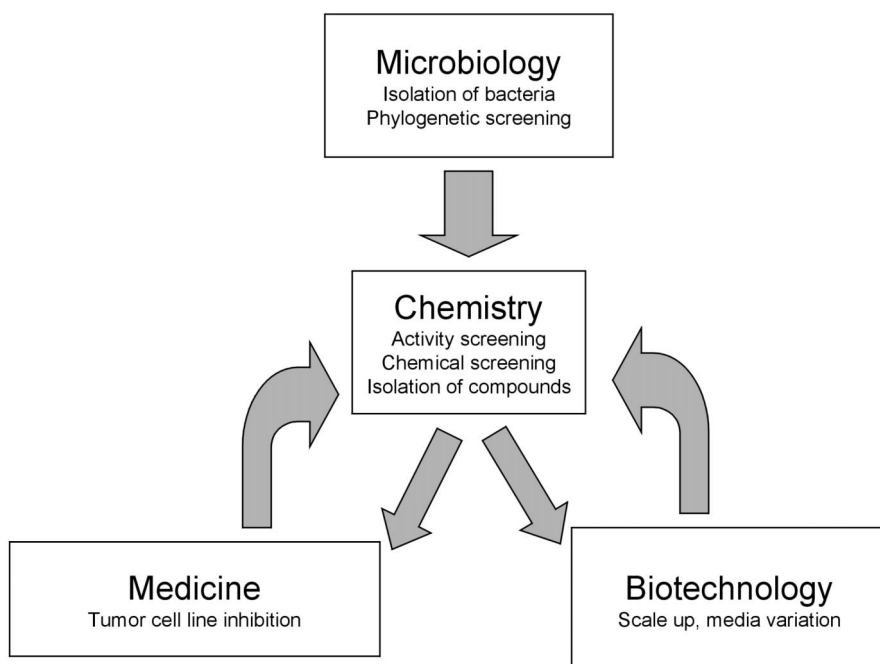 Microbiology
Isolation of bacteria
Phylogenetic screening
Chemistry
Activity screening
Chemical screening
Isolation of compounds
Medicine
Tumor cell line inhibition
Biotechnology
Scale up, media variation